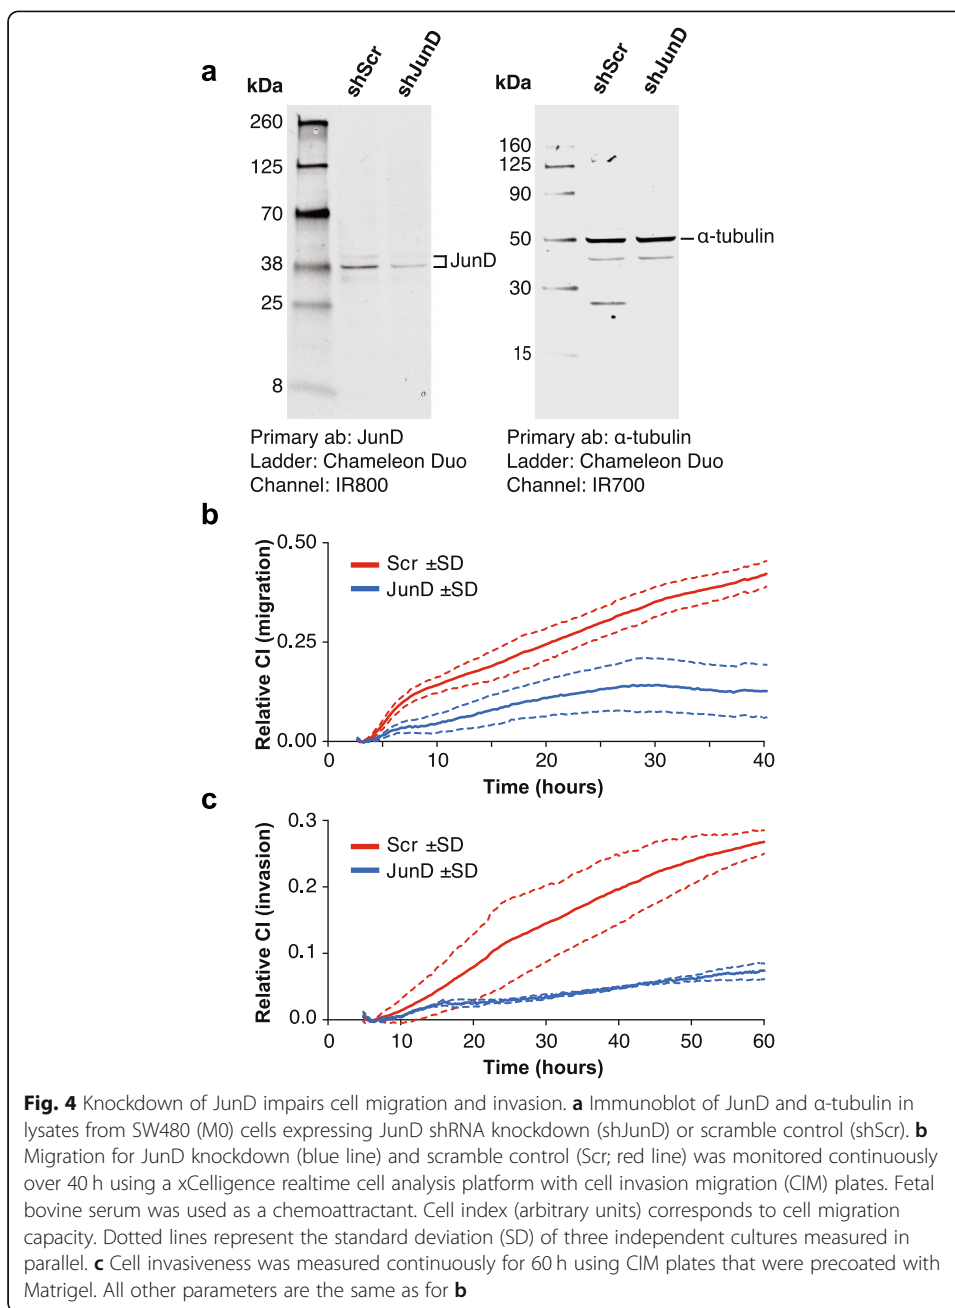 a
kDa
shScr
shJunD
260
125
70
38
25
8
JunD
Primary ab: JunD
Ladder: Chameleon Duo
Channel: IR800
kDa
shScr
shJunD
160
125
90
50
30
15
α-tubulin
Primary ab: α-tubulin
Ladder: Chameleon Duo
Channel: IR700
b
Relative CI (migration)
0.50
0.25
0.00
Scr ±SD
JunD ±SD
0 10 20 30 40
Time (hours)
c
Relative CI (invasion)
0.3
0.2
0.1
0.0
Scr ±SD
JunD ±SD
0 10 20 30 40 50 60
Time (hours)
Fig. 4 Knockdown of JunD impairs cell migration and invasion. a Immunoblot of JunD and α-tubulin in
lysates from SW480 (M0) cells expressing JunD shRNA knockdown (shJunD) or scramble control (shScr). b
Migration for JunD knockdown (blue line) and scramble control (Scr; red line) was monitored continuously
over 40 h using a xCelligence realtime cell analysis platform with cell invasion migration (CIM) plates. Fetal
bovine serum was used as a chemoattractant. Cell index (arbitrary units) corresponds to cell migration
capacity. Dotted lines represent the standard deviation (SD) of three independent cultures measured in
parallel. c Cell invasiveness was measured continuously for 60 h using CIM plates that were precoated with
Matrigel. All other parameters are the same as for b